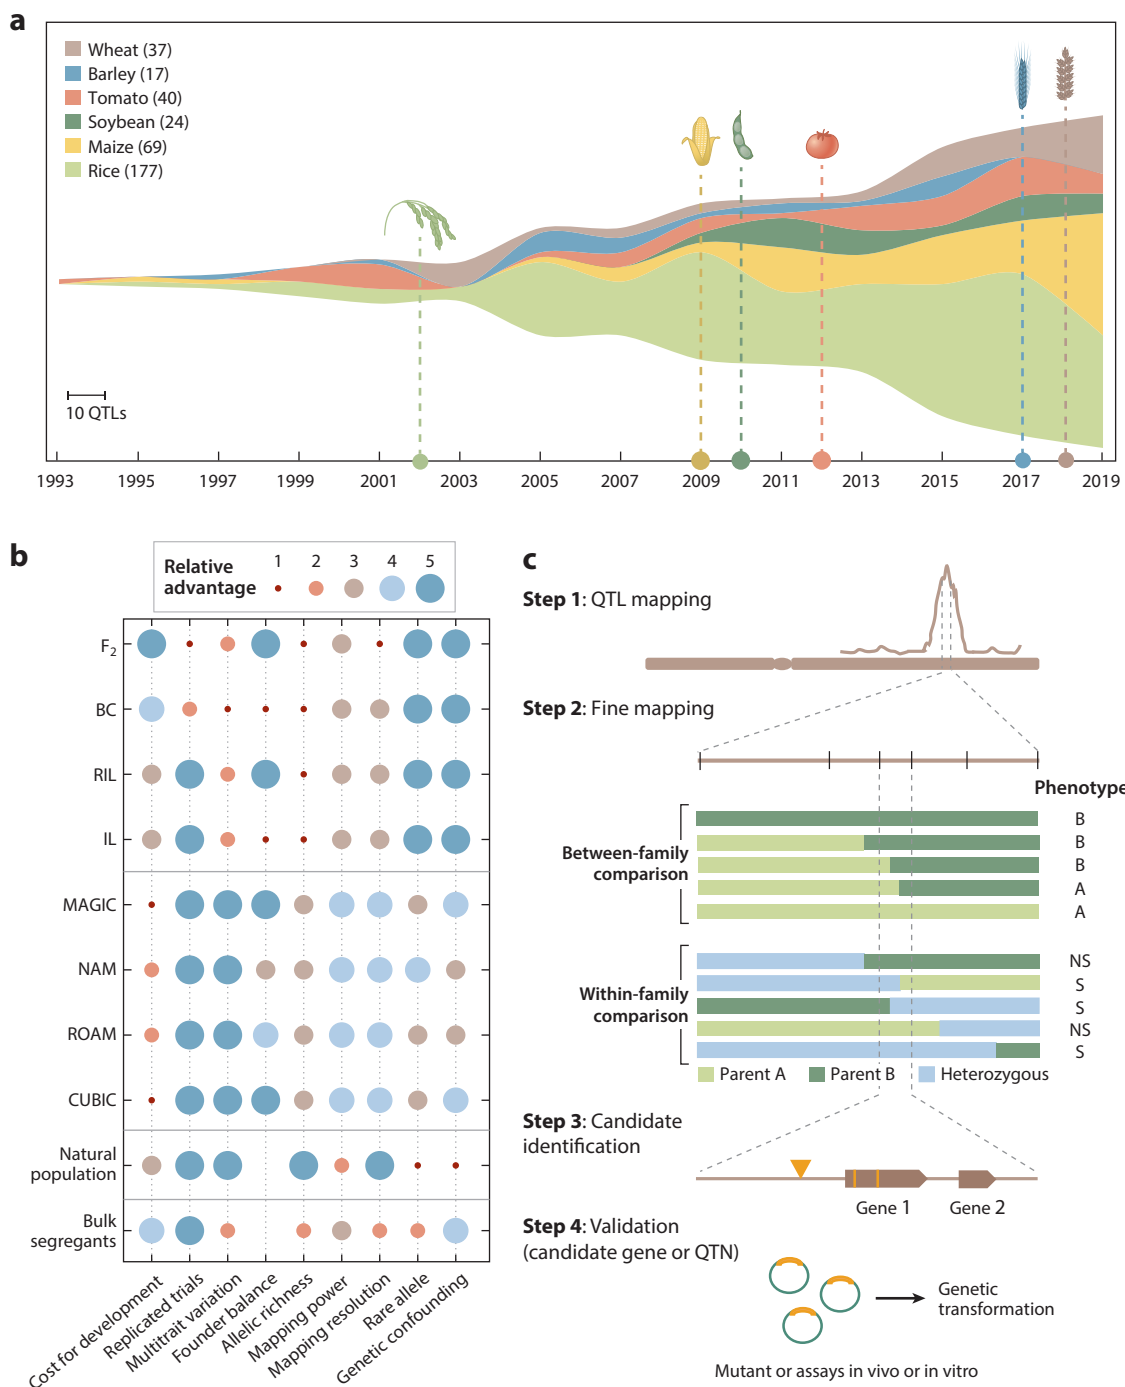 a
Wheat (37)
Barley (17)
Tomato (40)
Soybean (24)
Maize (69)
Rice (177)
10 QTLs
1993 1995 1997 1999 2001 2003 2005 2007 2009 2011 2013 2015 2017 2019
b
Relative advantage
1 2 3 4 5
F2
BC
RIL
IL
MAGIC
NAM
ROAM
CUBIC
Natural
population
Bulk
segregants
Cost for development
Replicated trials
Multitrait variation
Founder balance
Allelic richness
Mapping power
Mapping resolution
Rare allele
Genetic confounding
c
Step 1: QTL mapping
Step 2: Fine mapping
Phenotype
Between-family
comparison
B
B
B
A
A
Within-family
comparison
NS
S
S
NS
S
Parent A Parent B Heterozygous
Step 3: Candidate
identification
Gene 1 Gene 2
Step 4: Validation
(candidate gene or QTN)
Genetic
transformation
Mutant or assays in vivo or in vitro